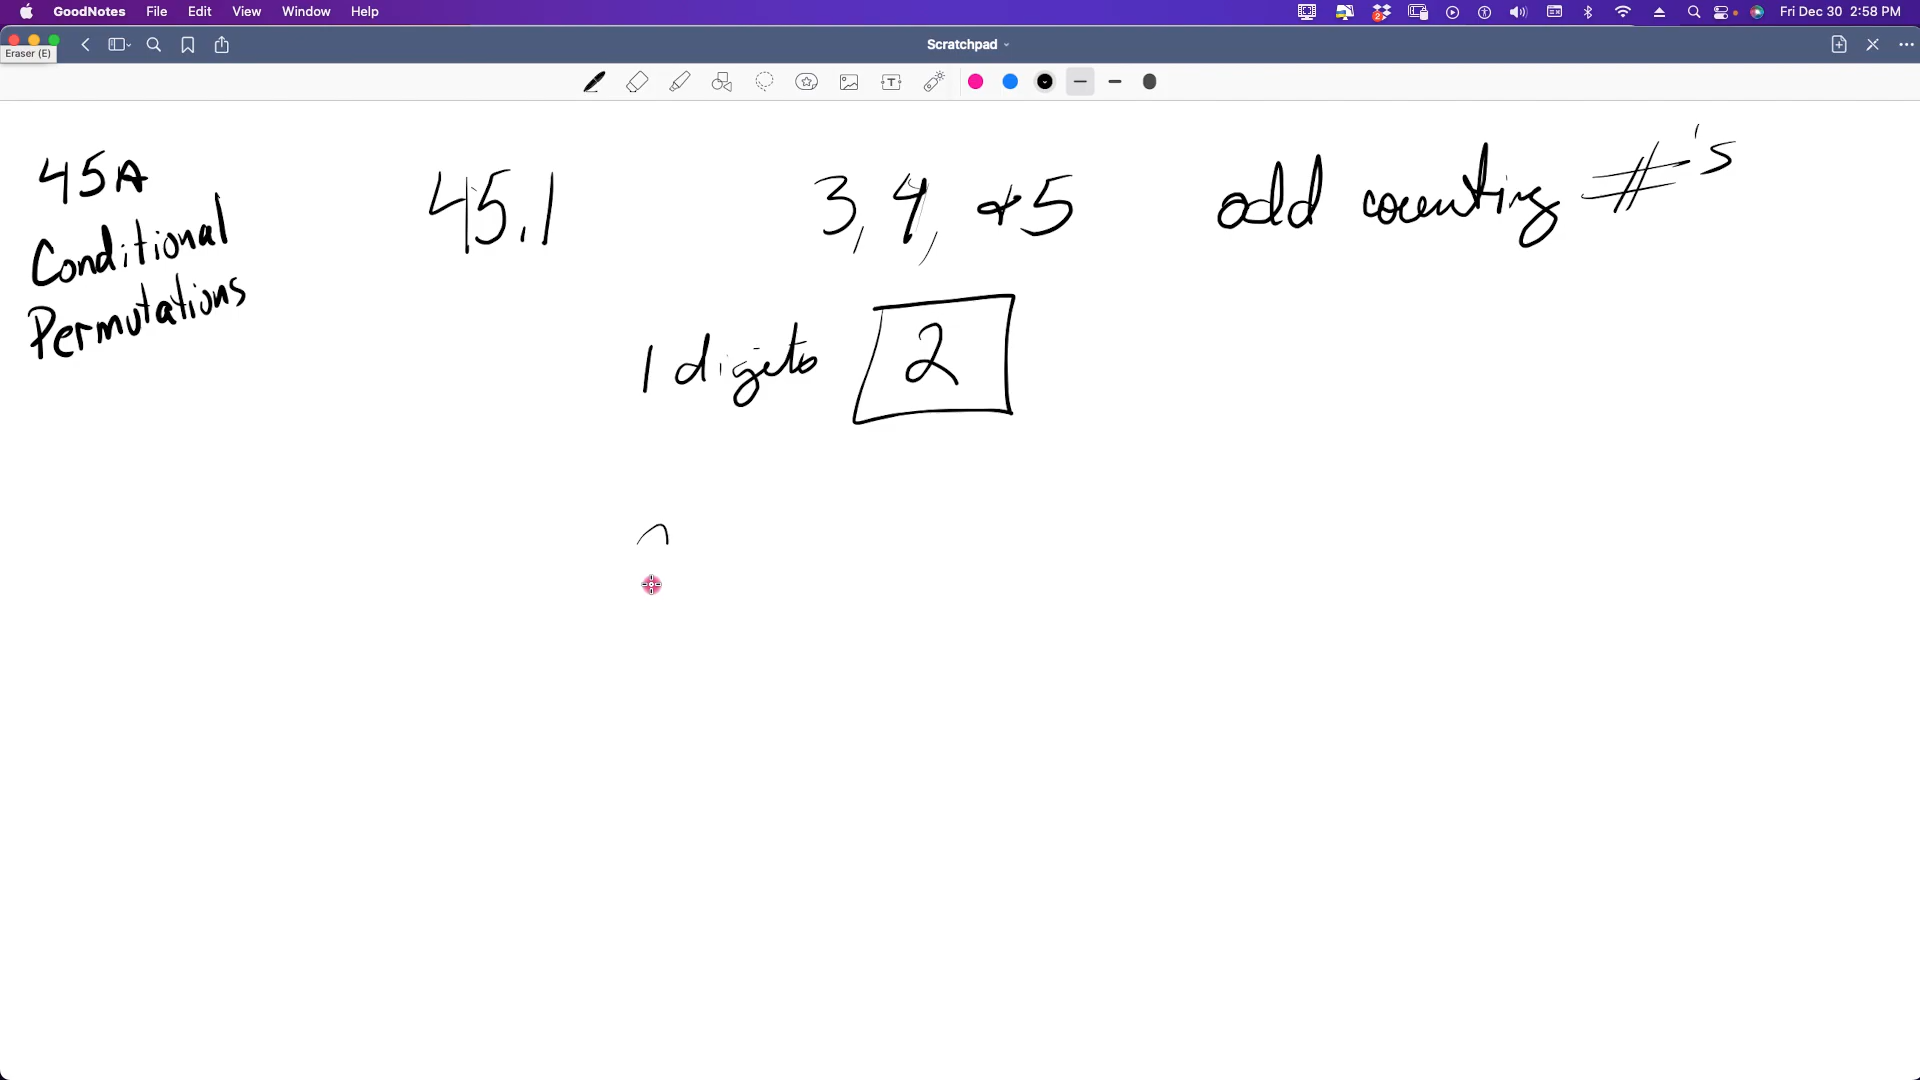 GoodNotes File Edit View Window Help 2 Fri Dec 30 2:58 PM
Eraser (E)
Scratchpad
T
45A
Conditional
Permutations
45.1
3, 4, & 5
odd counting #'s
1 digits 2